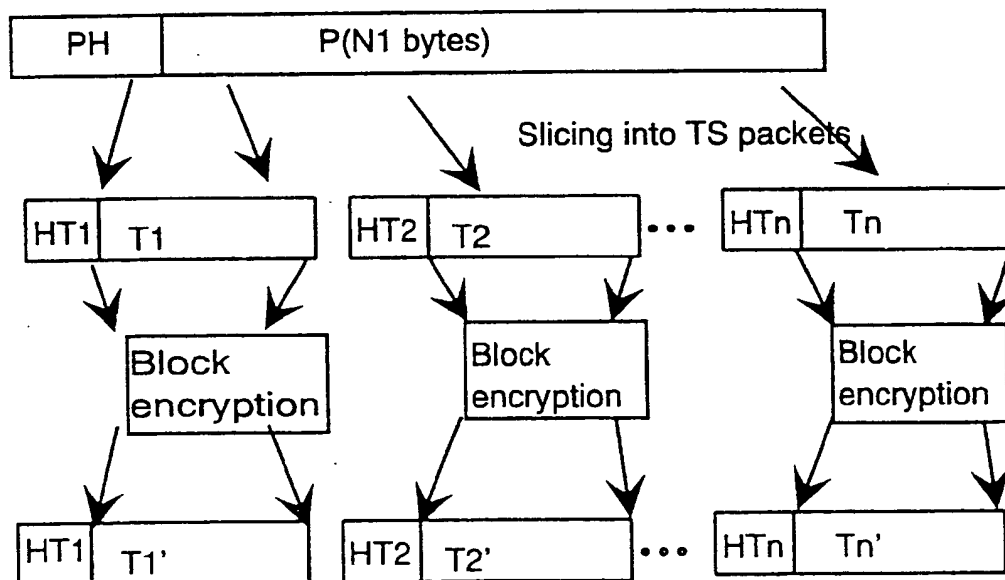 PH P(N1 bytes)
Slicing into TS packets
HT1 T1 HT2 T2 ••• HTn Tn
Block encryption
Block encryption
Block encryption
HT1 T1' HT2 T2' ••• HTn Tn'